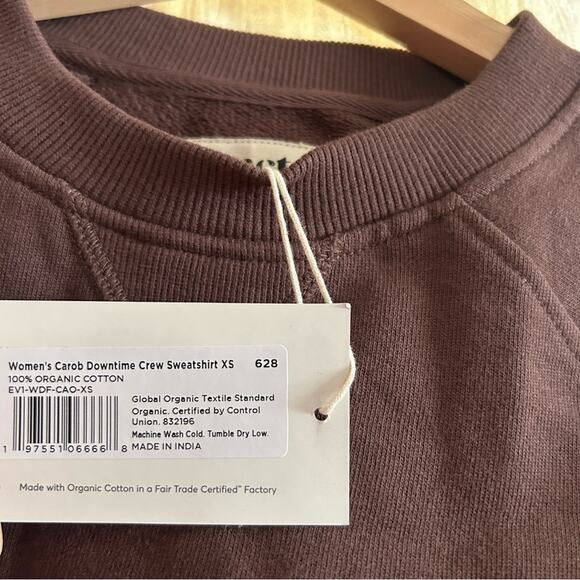 Women's Carob Downtime Crew Sweatshirt XS 628
100% ORGANIC COTTON
EV1-WDF-CAO-XS
Global Organic Textile Standard
Organic. Certified by Control
Union. 832196
Machine Wash Cold. Tumble Dry Low.
MADE IN INDIA
1 97551 06666 8
Made with Organic Cotton in a Fair Trade Certified™ Factory